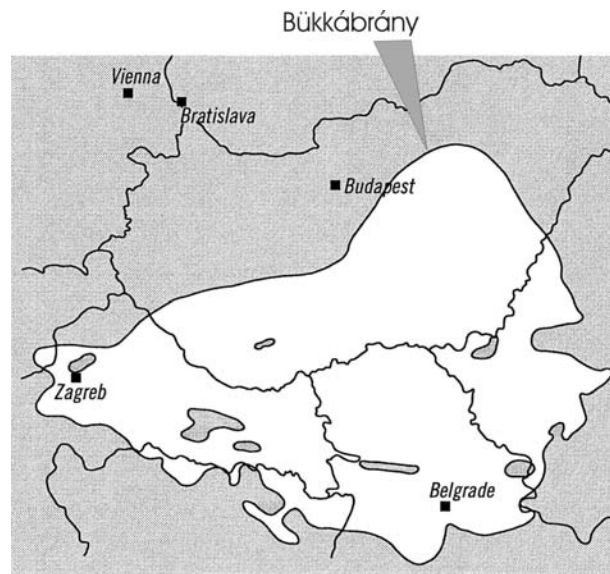 Bükkábrány
Vienna
Bratislava
Budapest
Zagreb
Belgrade